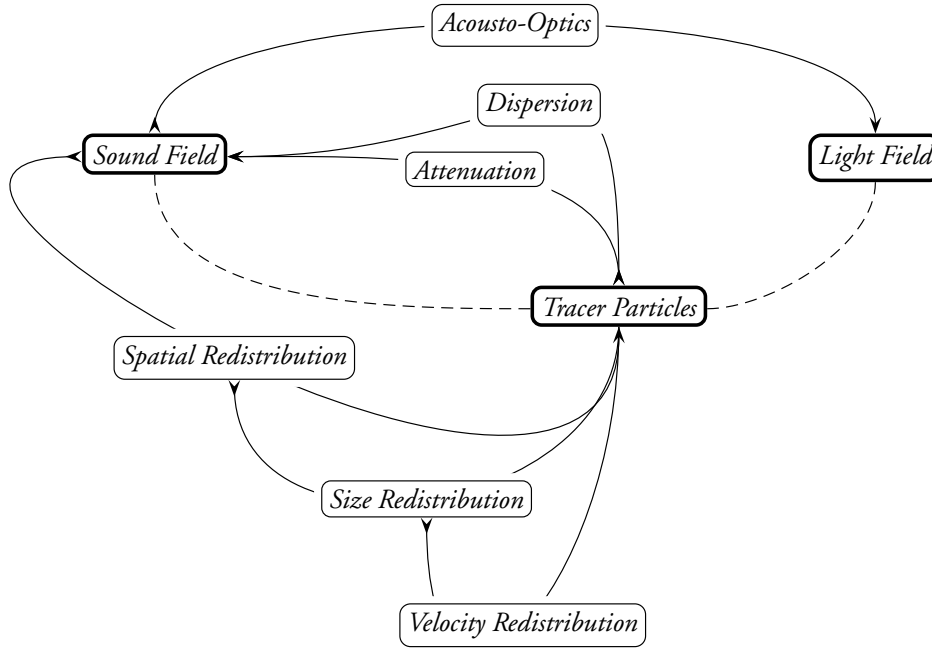 Acousto-Optics
Dispersion
Sound Field
Attenuation
Light Field
Tracer Particles
Spatial Redistribution
Size Redistribution
Velocity Redistribution